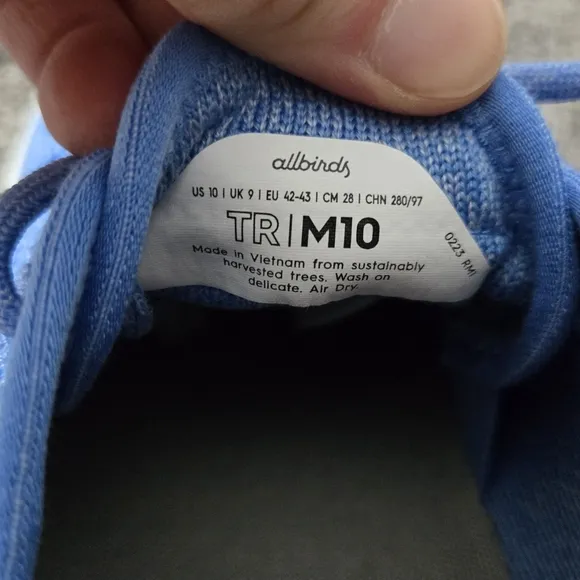 allbirds
US 10 | UK 9 | EU 42-43 | CM 28 | CHN 280/97
TR|M10
Made in Vietnam from sustainably
harvested trees. Wash on
delicate. Air Dry.
0223 RMI